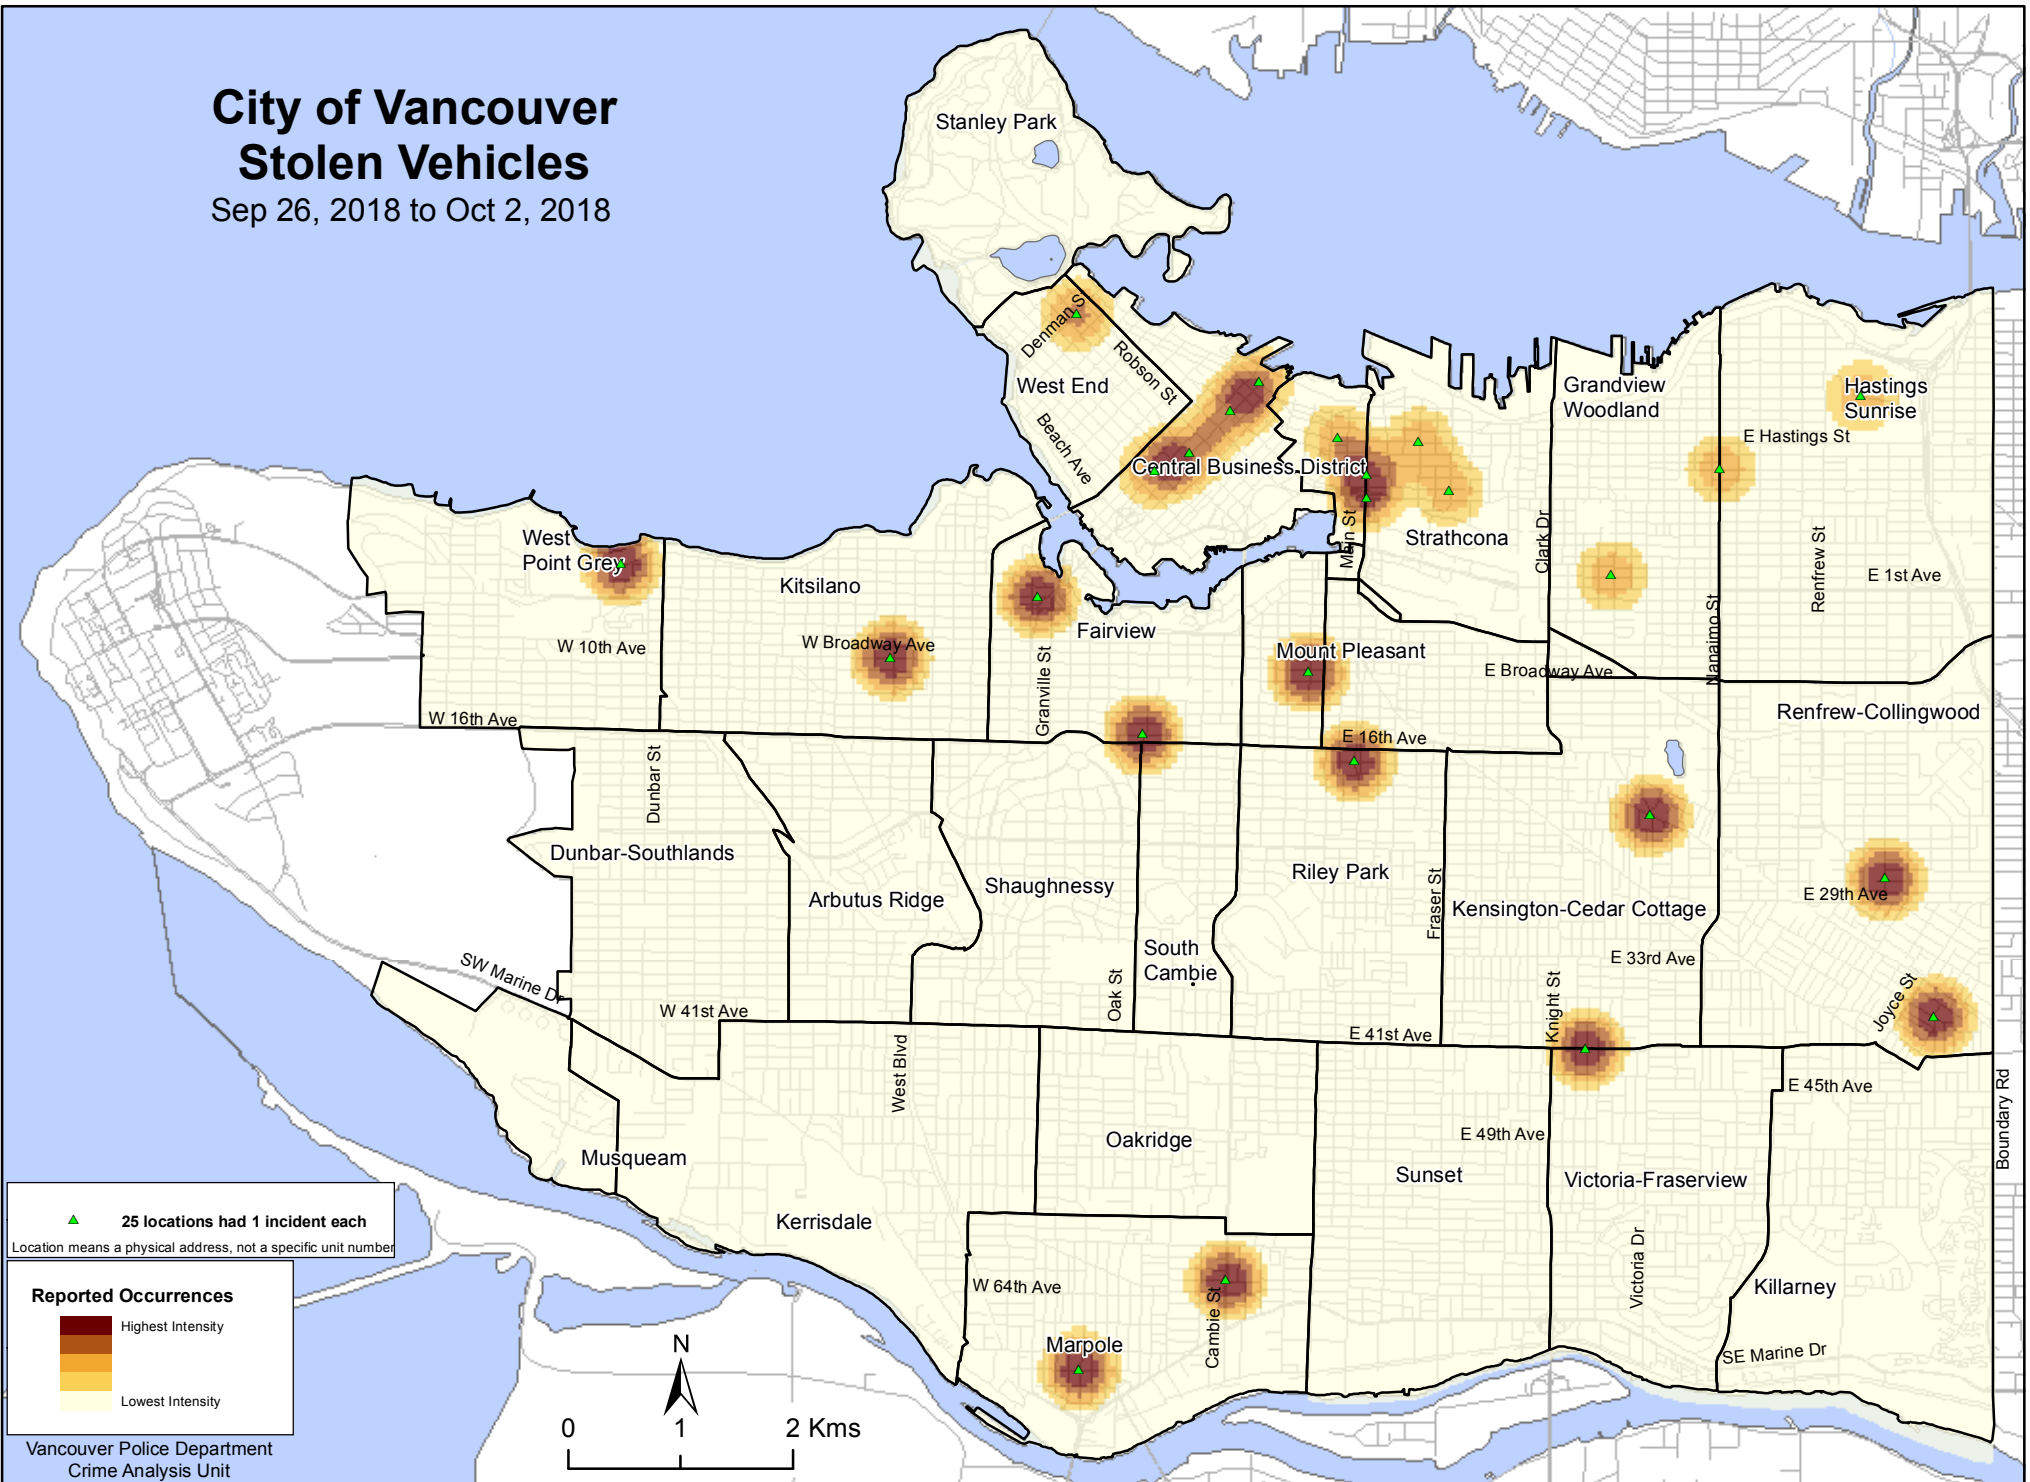 City of Vancouver
Stolen Vehicles
Sep 26, 2018 to Oct 2, 2018
Stanley Park
Denman S
Robson St
West End
Beach Ave
Central Business District
Grandview
Woodland
Hastings
Sunrise
E Hastings St
Main St
Strathcona
Clark Dr
Renfrew St
E 1st Ave
Nanaimo St
West
Point Grey
Kitsilano
W 10th Ave
W Broadway Ave
Fairview
Granville St
Mount Pleasant
E Broadway Ave
W 16th Ave
E 16th Ave
Renfrew-Collingwood
Dunbar St
Dunbar-Southlands
Arbutus Ridge
Shaughnessy
Riley Park
Fraser St
Kensington-Cedar Cottage
E 29th Ave
South
Cambie
E 33rd Ave
SW Marine Dr
W 41st Ave
Oak St
Knight St
Joyce St
E 41st Ave
West Blvd
E 45th Ave
Boundary Rd
Oakridge
E 49th Ave
Musqueam
Sunset
Victoria-Fraserview
Kerrisdale
Victoria Dr
W 64th Ave
Cambie St
Killarney
Marpole
SE Marine Dr
25 locations had 1 incident each
Location means a physical address, not a specific unit number
Reported Occurrences
Highest Intensity
Lowest Intensity
N
0 1 2 Kms
Vancouver Police Department
Crime Analysis Unit